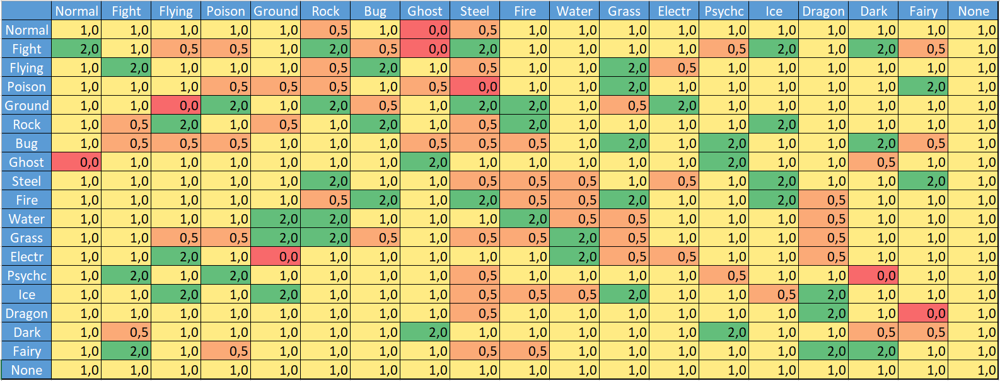 Normal Fight Flying Poison Ground Rock Bug Ghost Steel Fire Water Grass Electr Psychc Ice Dragon Dark Fairy None
Normal 1,0 1,0 1,0 1,0 1,0 0,5 1,0 0,0 0,5 1,0 1,0 1,0 1,0 1,0 1,0 1,0 1,0 1,0 1,0
Fight 2,0 1,0 0,5 0,5 1,0 2,0 0,5 0,0 2,0 1,0 1,0 1,0 1,0 0,5 2,0 1,0 2,0 0,5 1,0
Flying 1,0 2,0 1,0 1,0 1,0 0,5 2,0 1,0 0,5 1,0 1,0 2,0 0,5 1,0 1,0 1,0 1,0 1,0 1,0
Poison 1,0 1,0 1,0 0,5 0,5 0,5 1,0 0,5 0,0 1,0 1,0 2,0 1,0 1,0 1,0 1,0 1,0 2,0 1,0
Ground 1,0 1,0 0,0 2,0 1,0 2,0 0,5 1,0 2,0 2,0 1,0 0,5 2,0 1,0 1,0 1,0 1,0 1,0 1,0
Rock 1,0 0,5 2,0 1,0 0,5 1,0 2,0 1,0 0,5 2,0 1,0 1,0 1,0 1,0 2,0 1,0 1,0 1,0 1,0
Bug 1,0 0,5 0,5 0,5 1,0 1,0 1,0 0,5 0,5 0,5 1,0 2,0 1,0 2,0 1,0 1,0 2,0 0,5 1,0
Ghost 0,0 1,0 1,0 1,0 1,0 1,0 1,0 2,0 1,0 1,0 1,0 1,0 1,0 2,0 1,0 1,0 0,5 1,0 1,0
Steel 1,0 1,0 1,0 1,0 1,0 2,0 1,0 1,0 0,5 0,5 0,5 1,0 0,5 1,0 2,0 1,0 1,0 2,0 1,0
Fire 1,0 1,0 1,0 1,0 1,0 0,5 2,0 1,0 2,0 0,5 0,5 2,0 1,0 1,0 2,0 0,5 1,0 1,0 1,0
Water 1,0 1,0 1,0 1,0 2,0 2,0 1,0 1,0 1,0 2,0 0,5 0,5 1,0 1,0 1,0 0,5 1,0 1,0 1,0
Grass 1,0 1,0 0,5 0,5 2,0 2,0 0,5 1,0 0,5 0,5 2,0 0,5 1,0 1,0 1,0 0,5 1,0 1,0 1,0
Electr 1,0 1,0 2,0 1,0 0,0 1,0 1,0 1,0 1,0 1,0 2,0 0,5 0,5 1,0 1,0 0,5 1,0 1,0 1,0
Psychc 1,0 2,0 1,0 2,0 1,0 1,0 1,0 1,0 0,5 1,0 1,0 1,0 1,0 0,5 1,0 1,0 0,0 1,0 1,0
Ice 1,0 1,0 2,0 1,0 2,0 1,0 1,0 1,0 0,5 0,5 0,5 2,0 1,0 1,0 0,5 2,0 1,0 1,0 1,0
Dragon 1,0 1,0 1,0 1,0 1,0 1,0 1,0 1,0 0,5 1,0 1,0 1,0 1,0 1,0 1,0 2,0 1,0 0,0 1,0
Dark 1,0 0,5 1,0 1,0 1,0 1,0 1,0 2,0 1,0 1,0 1,0 1,0 1,0 2,0 1,0 1,0 0,5 0,5 1,0
Fairy 1,0 2,0 1,0 0,5 1,0 1,0 1,0 1,0 0,5 0,5 1,0 1,0 1,0 1,0 1,0 2,0 2,0 1,0 1,0
None 1,0 1,0 1,0 1,0 1,0 1,0 1,0 1,0 1,0 1,0 1,0 1,0 1,0 1,0 1,0 1,0 1,0 1,0 1,0